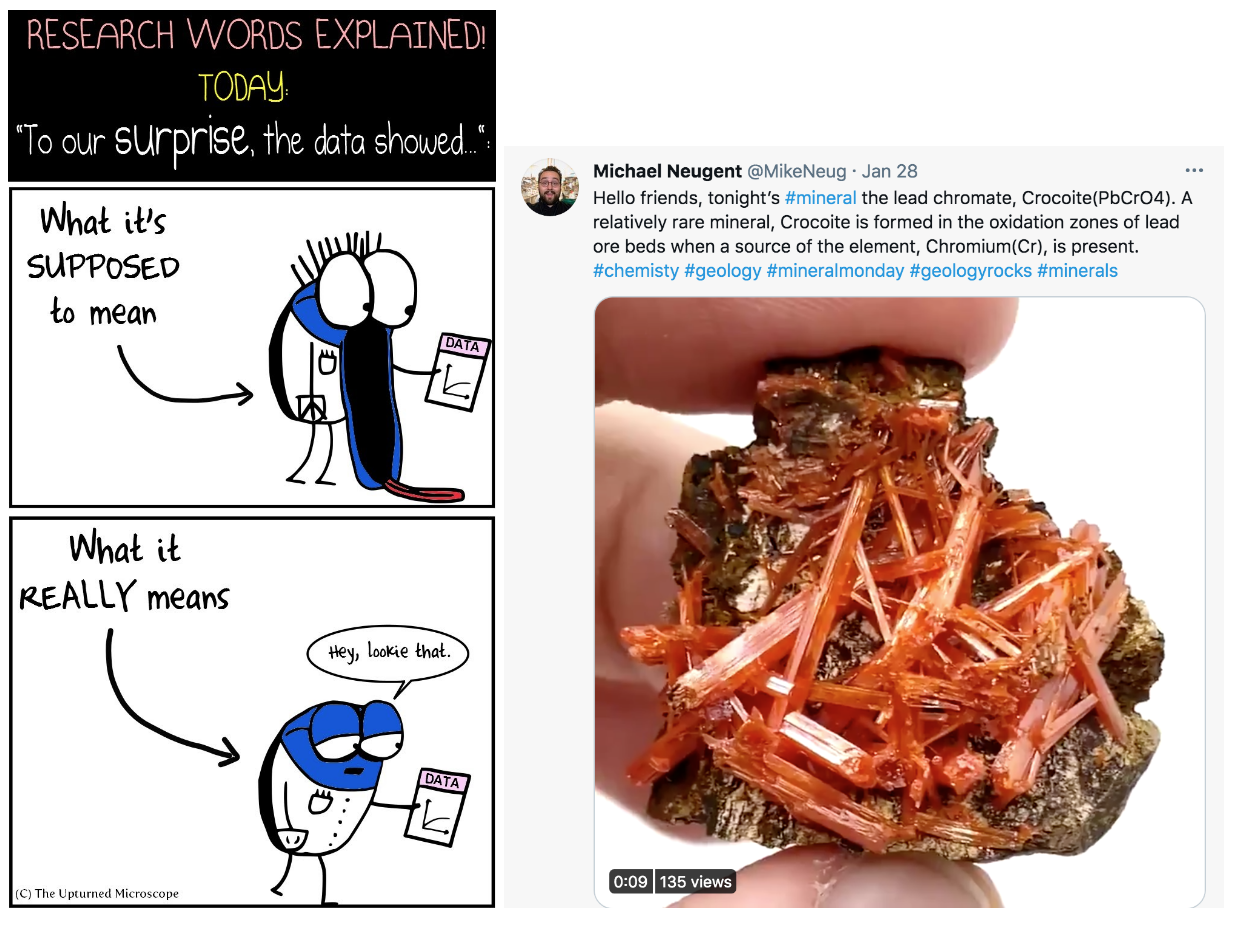 RESEARCH WORDS EXPLAINED!
TODAY:
"To our surprise, the data showed...":
What it's
SUPPOSED
to mean
DATA
What it
REALLY means
Hey, lookie that.
DATA
(C) The Upturned Microscope
Michael Neugent @MikeNeug · Jan 28
Hello friends, tonight's #mineral the lead chromate, Crocoite(PbCrO4). A
relatively rare mineral, Crocoite is formed in the oxidation zones of lead
ore beds when a source of the element, Chromium(Cr), is present.
#chemisty #geology #mineralmonday #geologyrocks #minerals
0:09 135 views